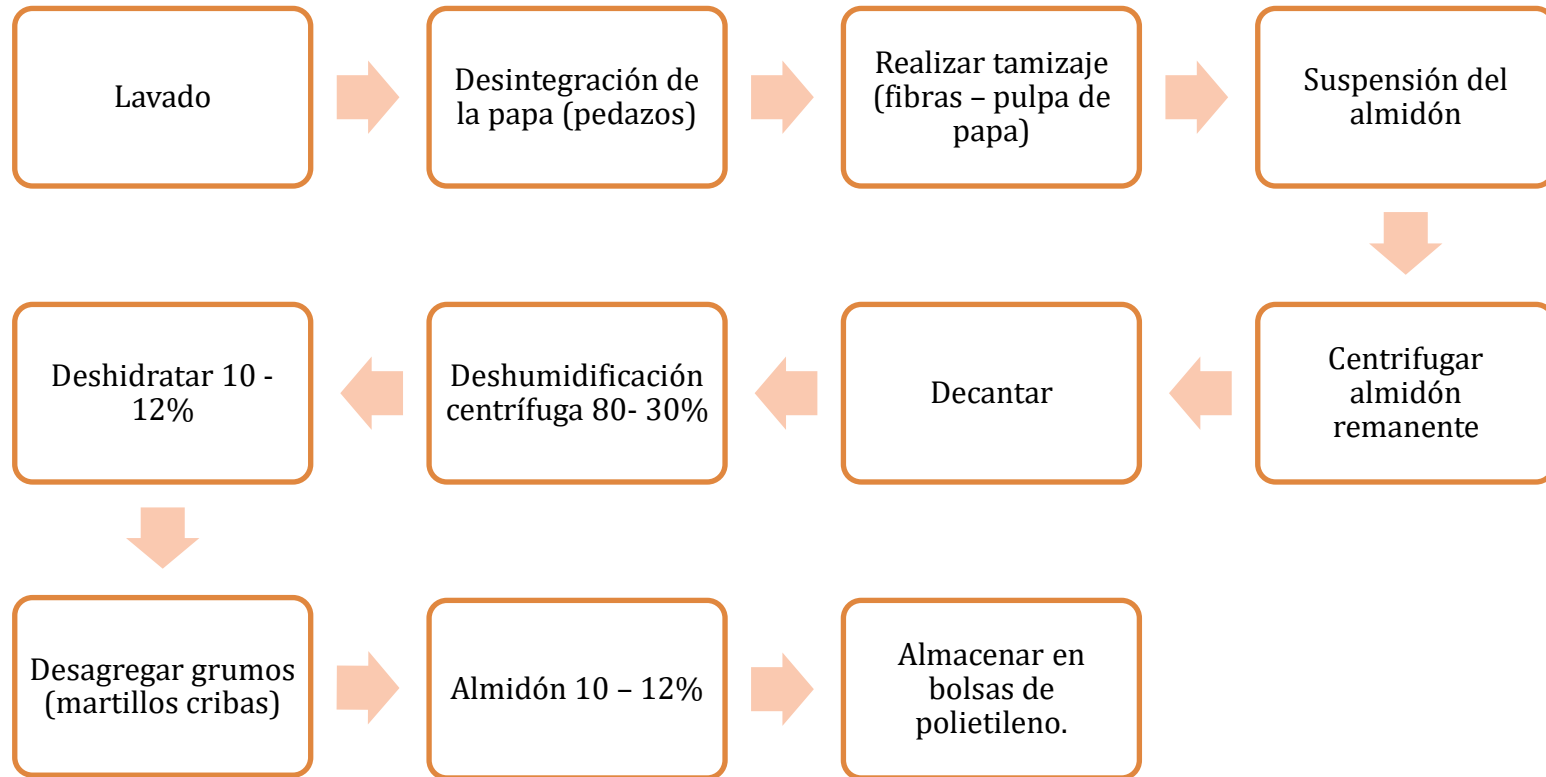 Lavado
Desintegración de
la papa (pedazos)
Realizar tamizaje
(fibras – pulpa de
papa)
Suspensión del
almidón
Centrifugar
almidón
remanente
Decantar
Deshumidificación
centrífuga 80- 30%
Deshidratar 10 -
12%
Desagregar grumos
(martillos cribas)
Almidón 10 – 12%
Almacenar en
bolsas de
polietileno.